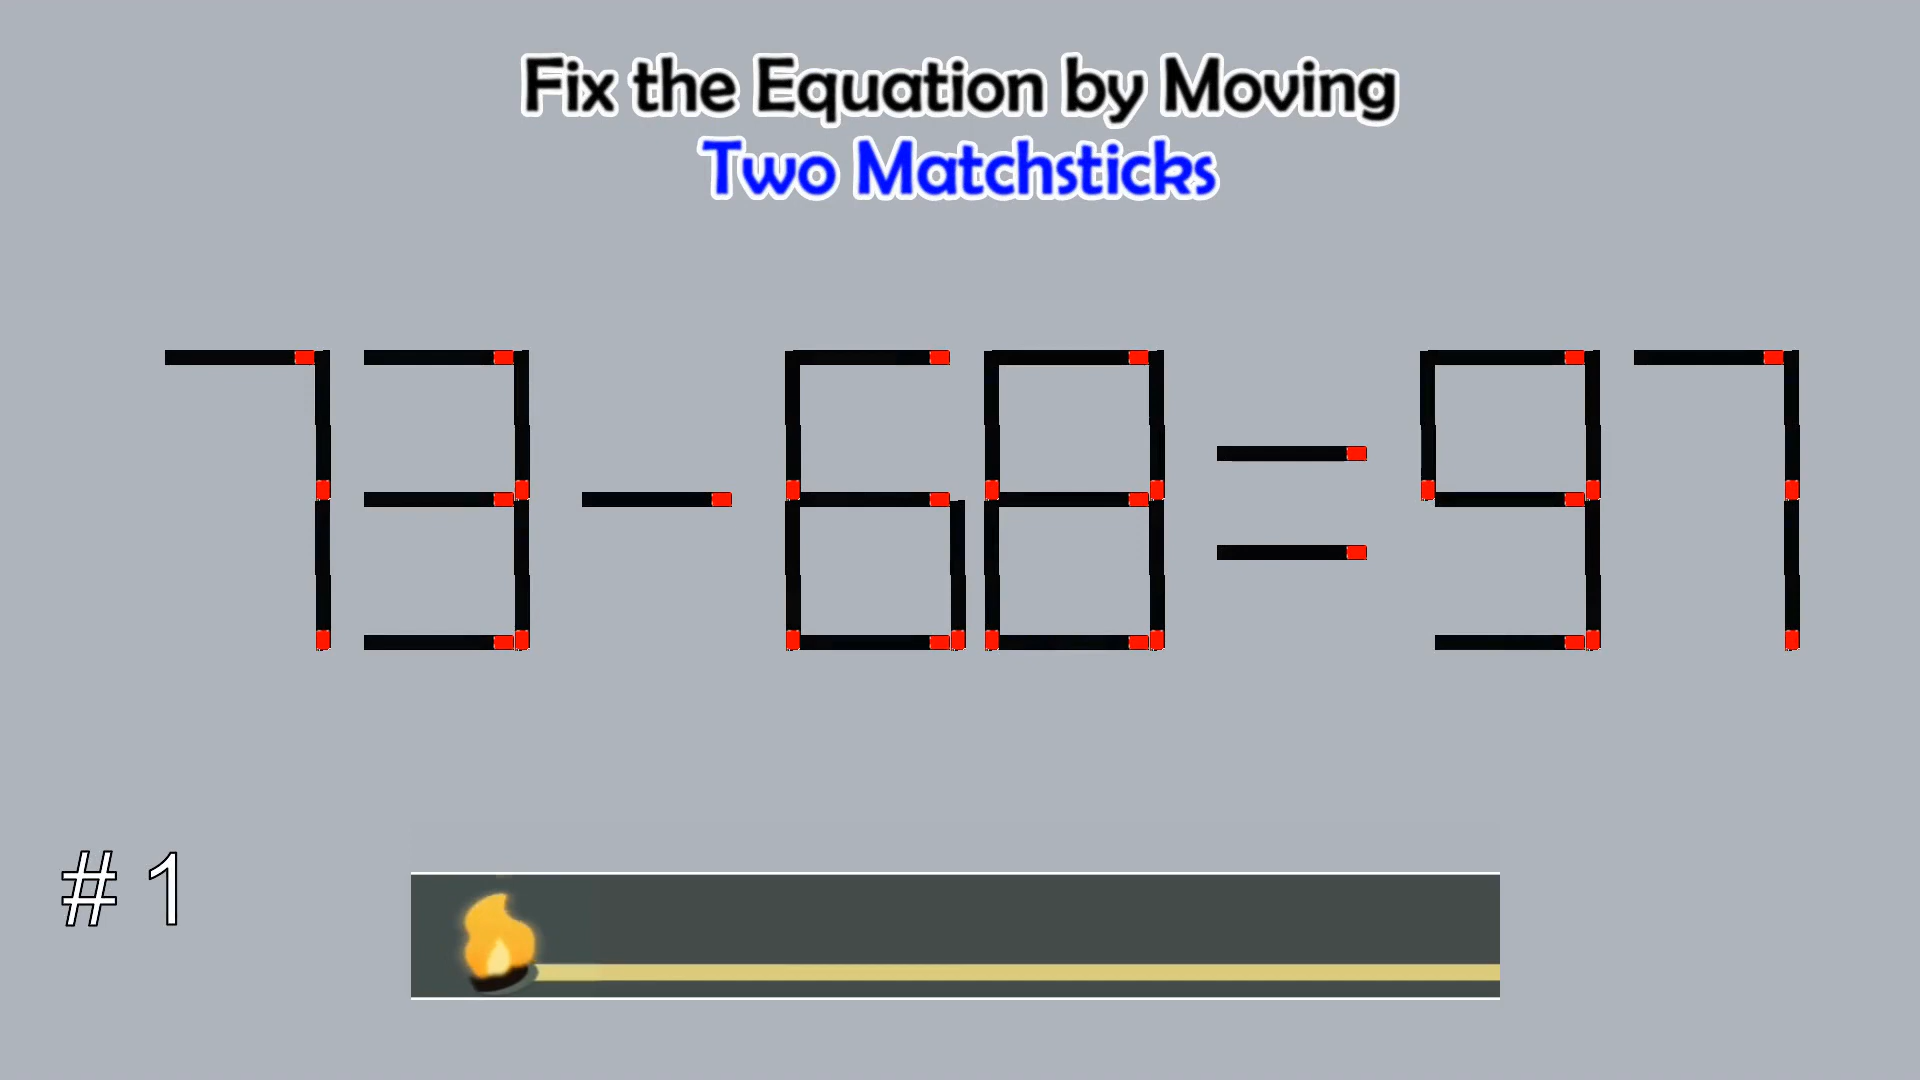 Fix the Equation by Moving
Two Matchsticks
73-68=97
# 1